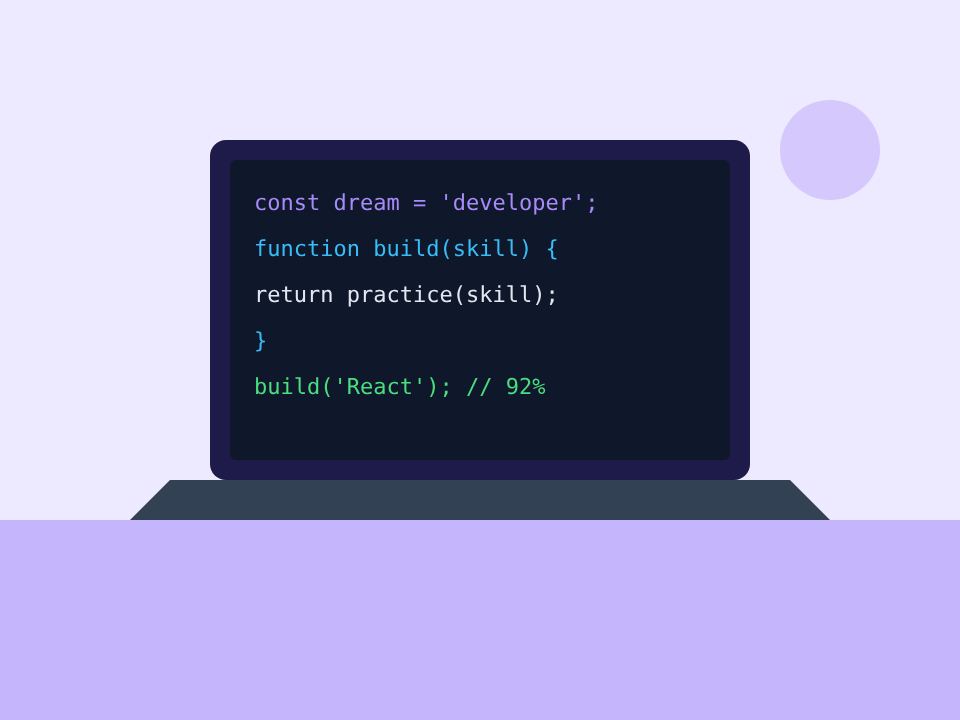 const dream = 'developer';
function build(skill) {
return practice(skill);
}
build('React'); // 92%